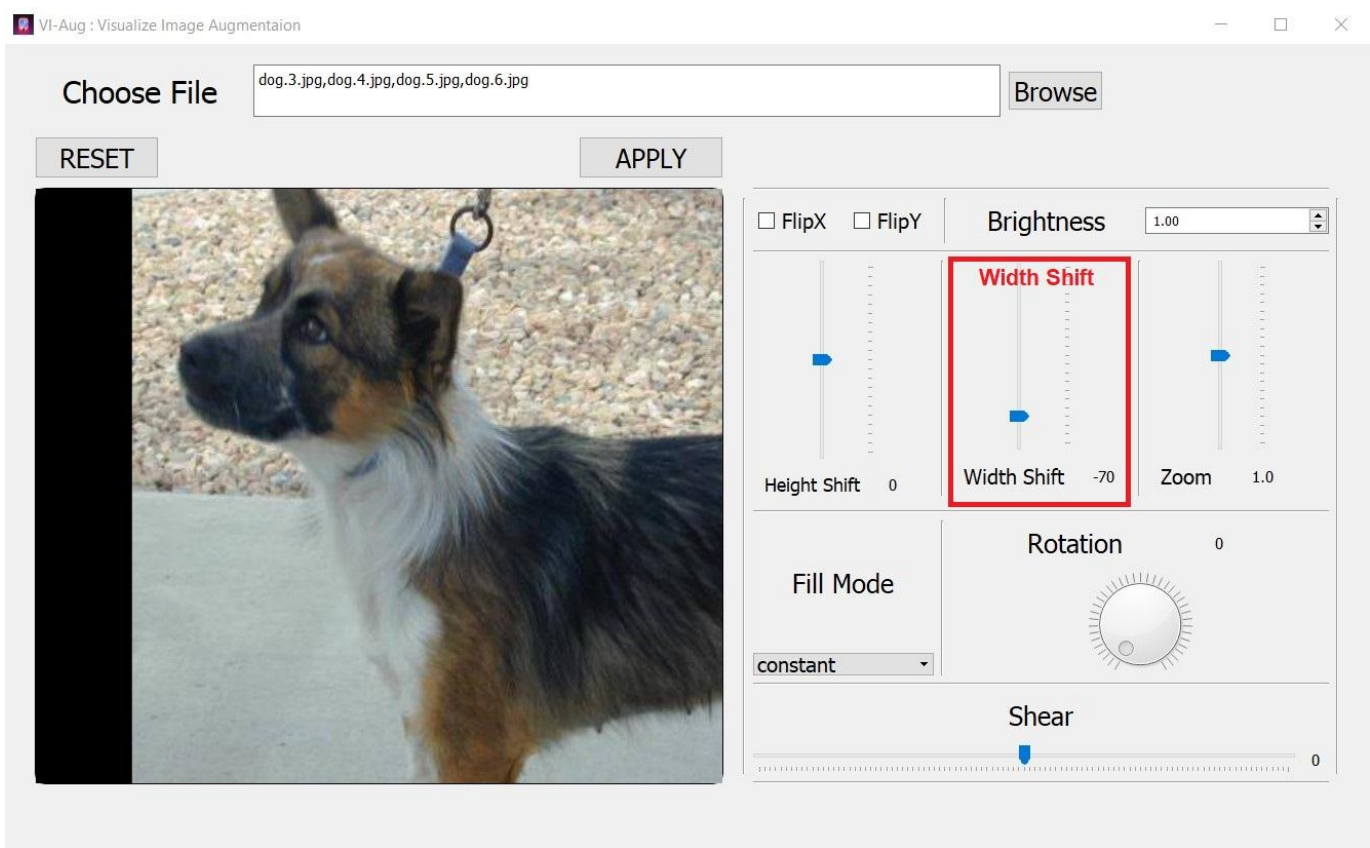 VI-Aug : Visualize Image Augmentaion
Choose File
dog.3.jpg,dog.4.jpg,dog.5.jpg,dog.6.jpg
Browse
RESET
APPLY
FlipX
FlipY
Brightness
1.00
Width Shift
Height Shift 0
Width Shift -70
Zoom 1.0
Rotation 0
Fill Mode
constant
Shear
0